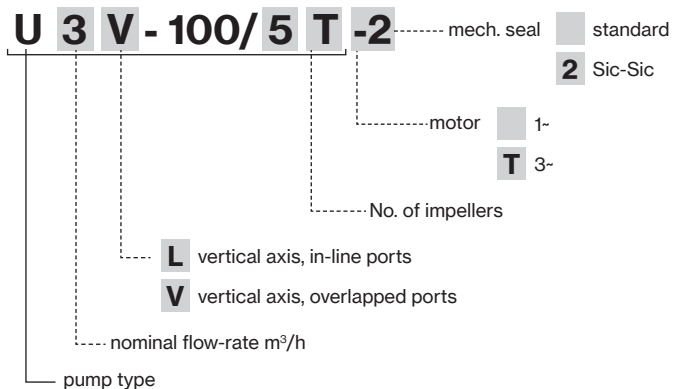 U 3 V - 100/ 5 T -2
mech. seal standard
2 Sic-Sic
motor 1~
T 3~
No. of impellers
L vertical axis, in-line ports
V vertical axis, overlapped ports
nominal flow-rate m³/h
pump type